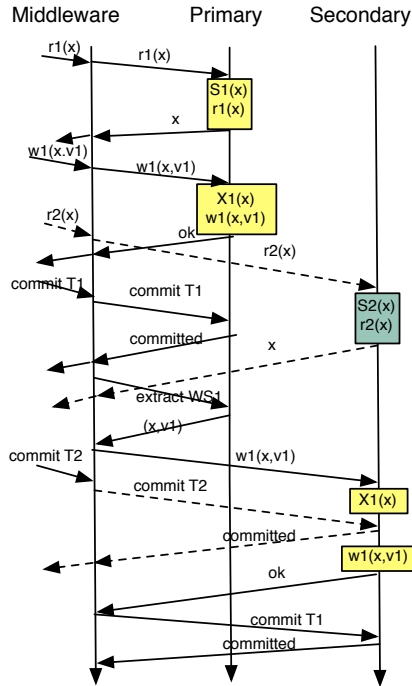 Middleware Primary Secondary
r1(x)
r1(x)
S1(x)
r1(x)
x
w1(x.v1)
w1(x,v1)
X1(x)
w1(x,v1)
r2(x)
ok
r2(x)
commit T1
commit T1
S2(x)
r2(x)
committed
x
extract WS1
(x,v1)
commit T2
w1(x,v1)
commit T2
X1(x)
committed
w1(x,v1)
ok
commit T1
committed